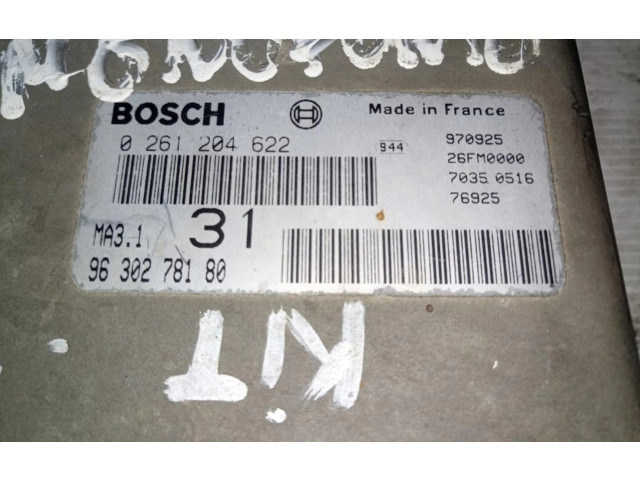 BOSCH Made in France
0 261 204 622 944 970925
26FM0000
7035 0516
76925
MA3.1 31
96 302 781 80
KiT